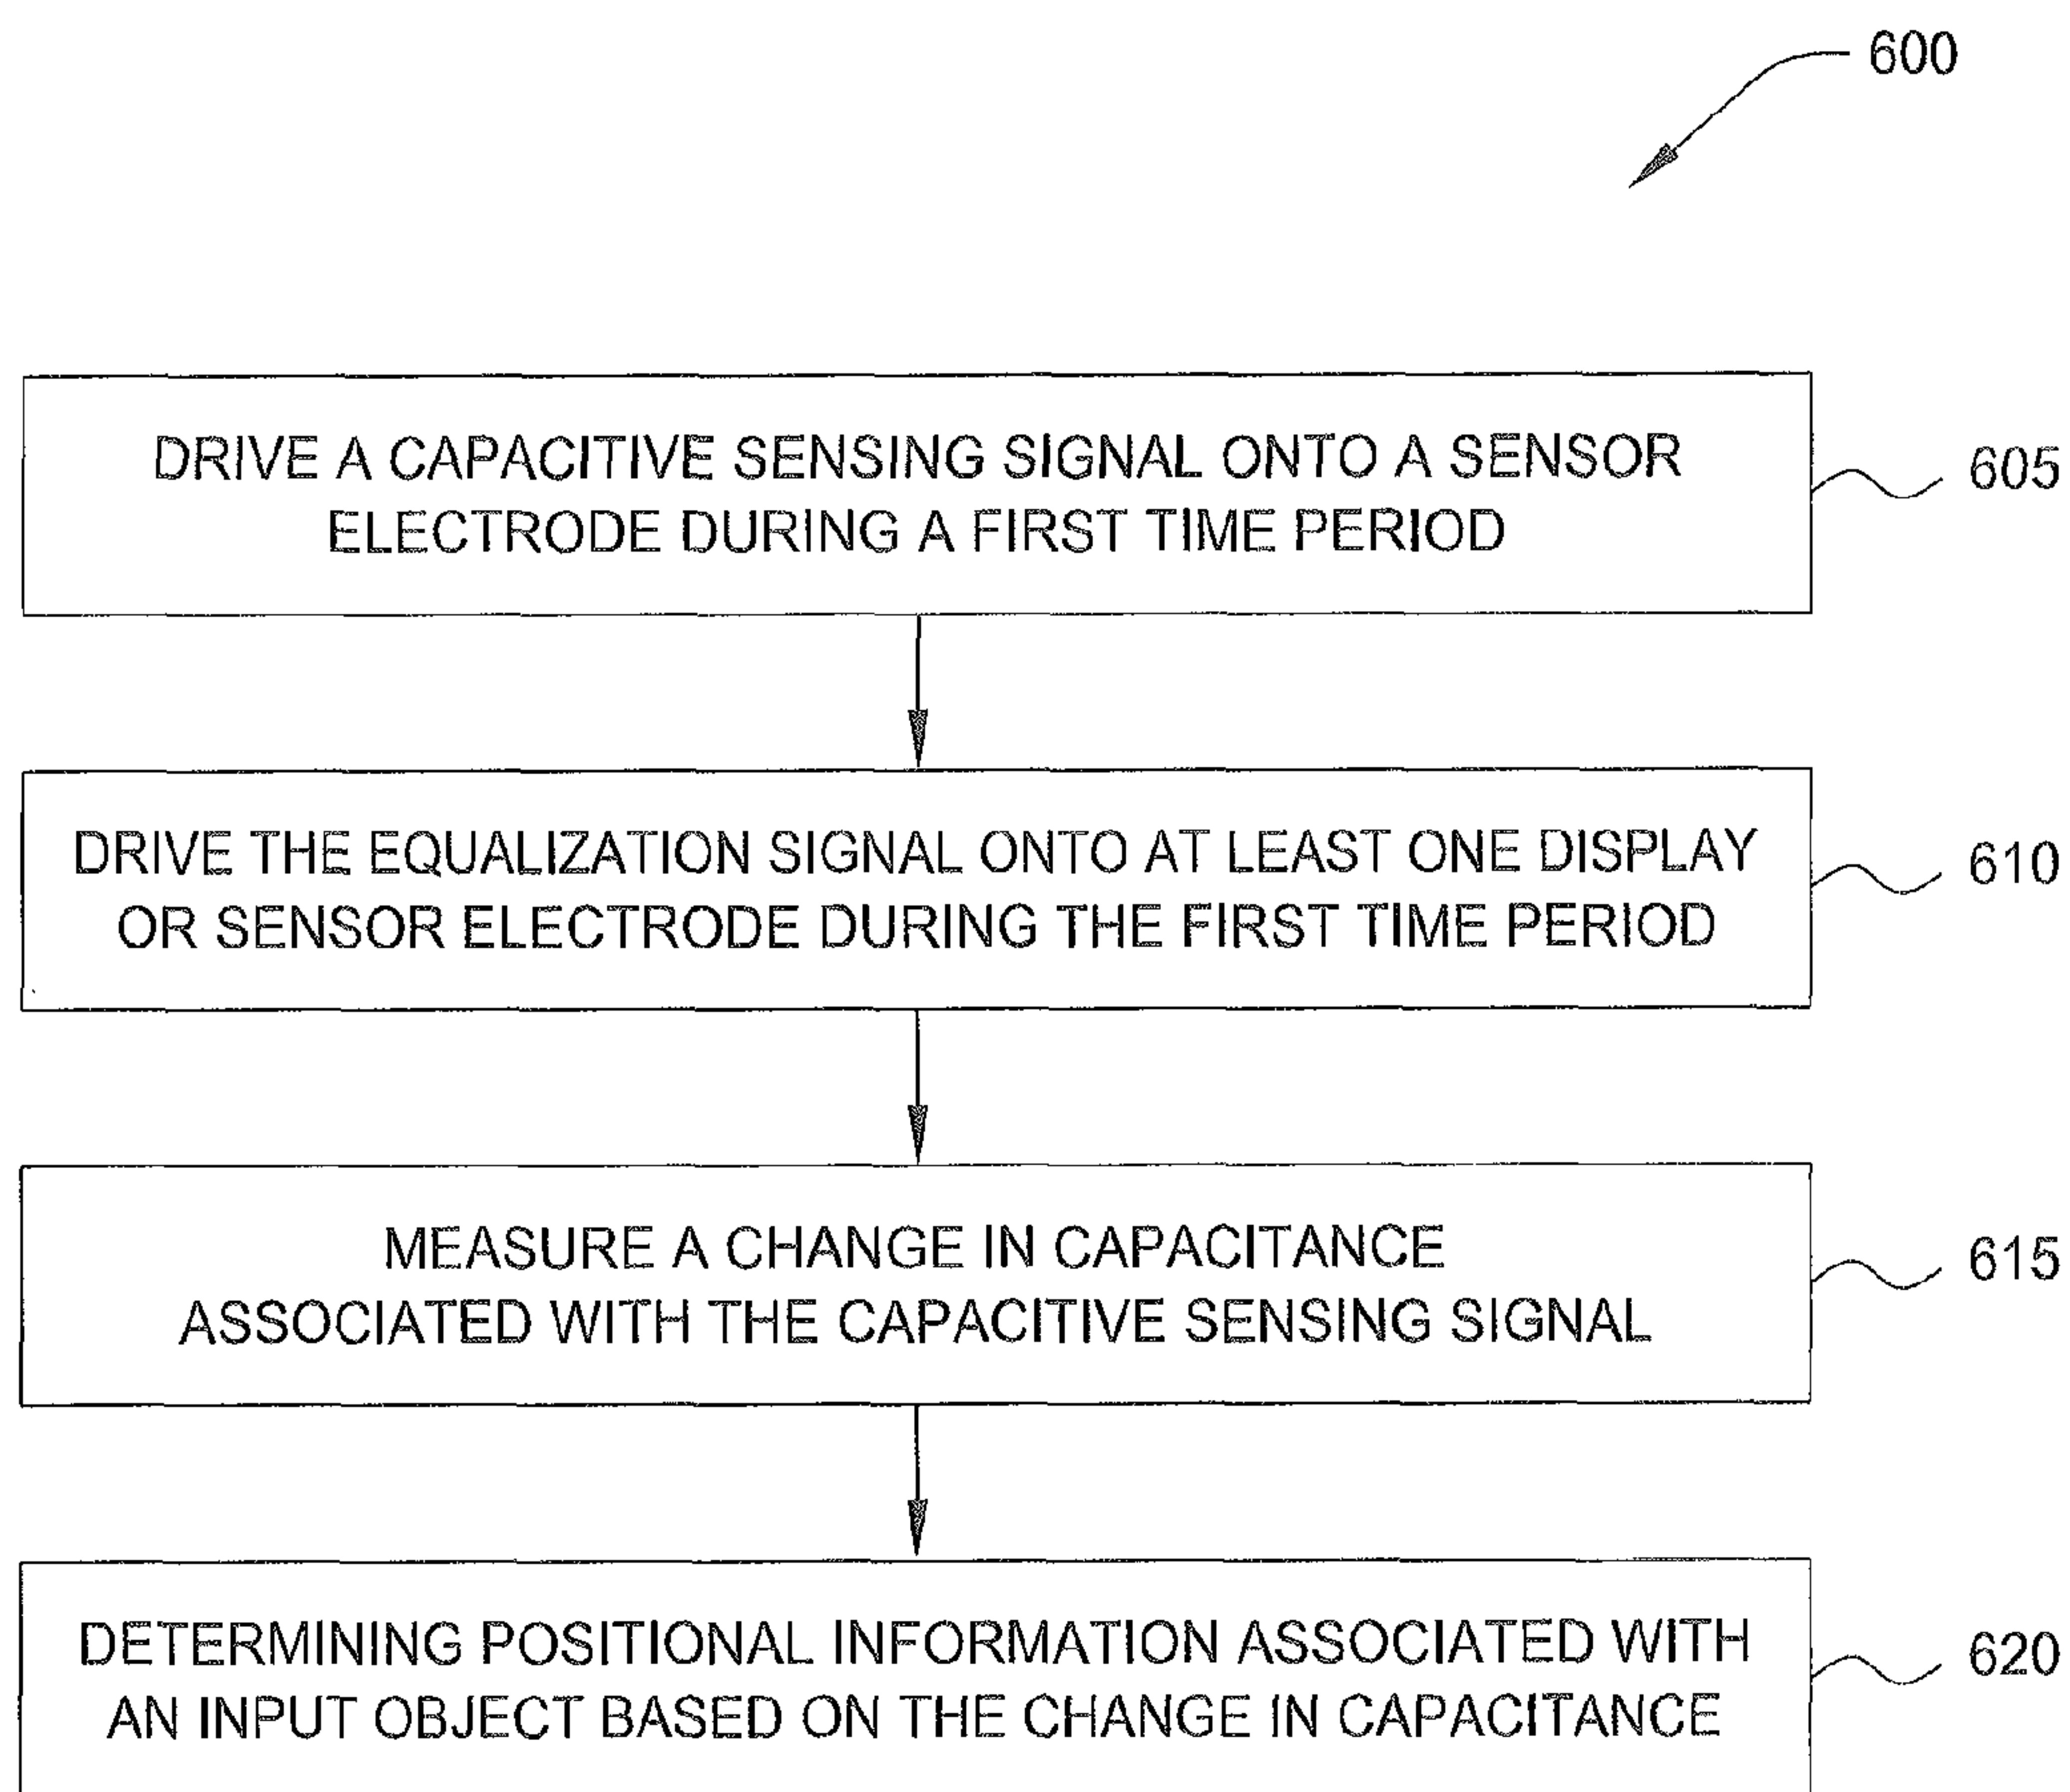 600
DRIVE A CAPACITIVE SENSING SIGNAL ONTO A SENSOR
ELECTRODE DURING A FIRST TIME PERIOD
605
DRIVE THE EQUALIZATION SIGNAL ONTO AT LEAST ONE DISPLAY
OR SENSOR ELECTRODE DURING THE FIRST TIME PERIOD
610
MEASURE A CHANGE IN CAPACITANCE
ASSOCIATED WITH THE CAPACITIVE SENSING SIGNAL
615
DETERMINING POSITIONAL INFORMATION ASSOCIATED WITH
AN INPUT OBJECT BASED ON THE CHANGE IN CAPACITANCE
620